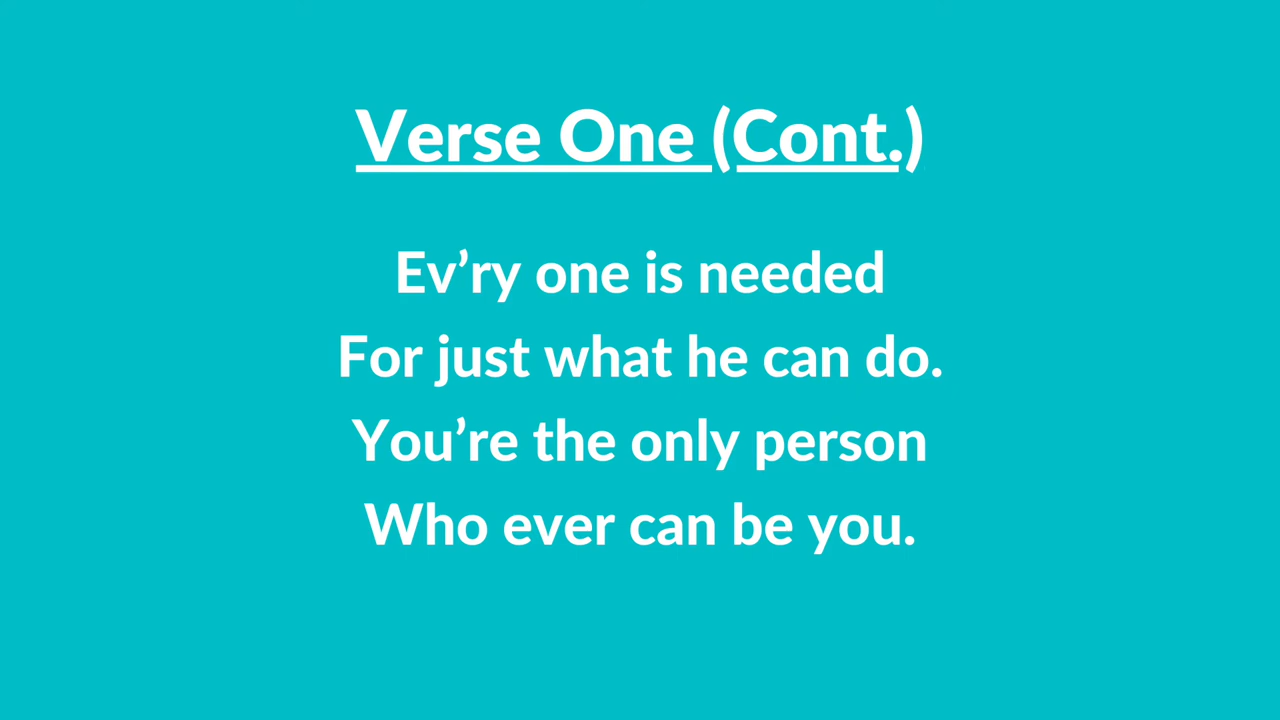 Verse One (Cont.)
Ev’ry one is needed
For just what he can do.
You’re the only person
Who ever can be you.